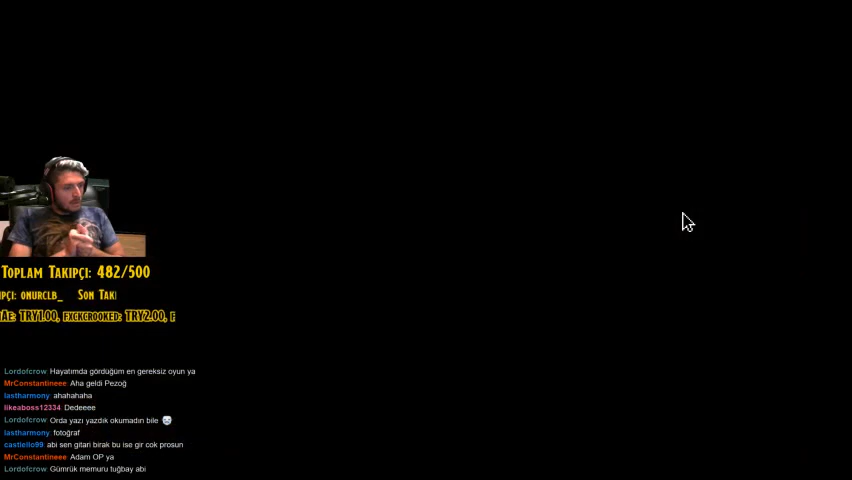 TOPLAM TAKIPÇI: 482/500
IPÇI: ONURCLB_ SON TAKI
AE: TRY1.00, FXCKCROOKED: TRY2.00, F
Lordofcrow Hayatımda gördüğüm en gereksiz oyun ya
MrConstantineee Aha geldi Pezoğ
lastharmony ahahahaha
likeaboss12334 Dedeeee
Lordofcrow Orda yazı yazdık okumadın bile
lastharmony fotoğraf
castiello99 abi sen gitari birak bu ise gir cok prosun
MrConstantineee Adam OP ya
Lordofcrow Gümrük memuru tuğbay abi